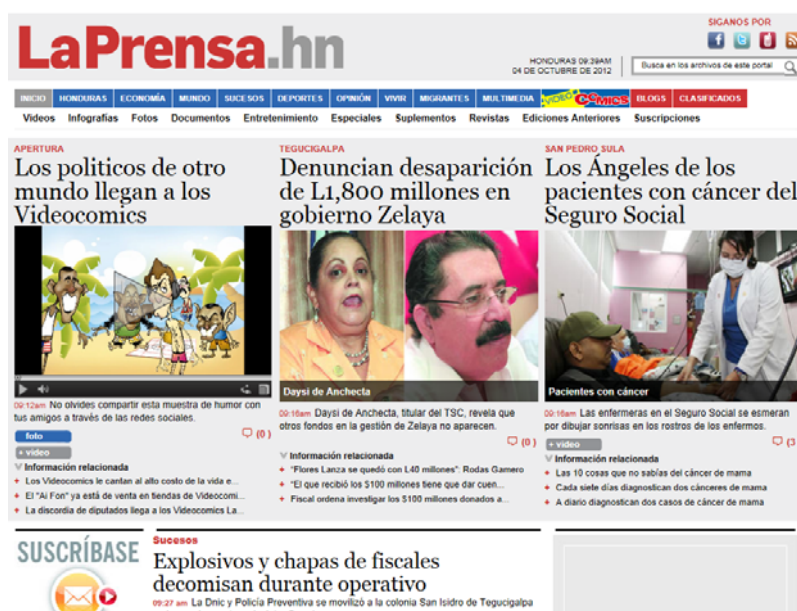 LaPrensa.hn
SIGANOS POR
HONDURAS 09:39AM
04 DE OCTUBRE DE 2012
Busca en los archivos de este portal
INICIO HONDURAS ECONOMÍA MUNDO SUCESOS DEPORTES OPINIÓN VIVIR MIGRANTES MULTIMEDIA VIDEO COMICS BLOGS CLASIFICADOS
Videos Infografías Fotos Documentos Entretenimiento Especiales Suplementos Revistas Ediciones Anteriores Suscripciones
APERTURA
Los politicos de otro
mundo llegan a los
Videocomics
09:12am No olvides compartir esta muestra de humor con
tus amigos a través de las redes sociales.
foto
(0)
+ video
Información relacionada
Los Videocomics le cantan al alto costo de la vida e...
El "Ai Fon" ya está de venta en tiendas de Videocomi...
La discordia de diputados llega a los Videocomics La...
TEGUCIGALPA
Denuncian desaparición
de L1,800 millones en
gobierno Zelaya
Daysi de Anchecta
09:16am Daysi de Anchecta, titular del TSC, revela que
otros fondos en la gestión de Zelaya no aparecen.
(0)
Información relacionada
"Flores Lanza se quedó con L40 millones": Rodas Gamero
"El que recibió los $100 millones tiene que dar cuen...
Fiscal ordena investigar los $100 millones donados a...
SAN PEDRO SULA
Los Ángeles de los
pacientes con cáncer del
Seguro Social
Pacientes con cáncer
09:16am Las enfermeras en el Seguro Social se esmeran
por dibujar sonrisas en los rostros de los enfermos.
+ video
(3
Información relacionada
Las 10 cosas que no sabías del cáncer de mama
Cada siete días diagnostican dos cánceres de mama
A diario diagnostican dos casos de cáncer de mama
SUSCRÍBASE
Sucesos
Explosivos y chapas de fiscales
decomisan durante operativo
09:27 am La Dnic y Policía Preventiva se movilizó a la colonia San Isidro de Tegucigalpa